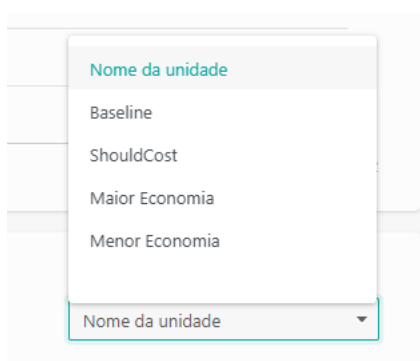 Nome da unidade
Baseline
ShouldCost
Maior Economia
Menor Economia
Nome da unidade